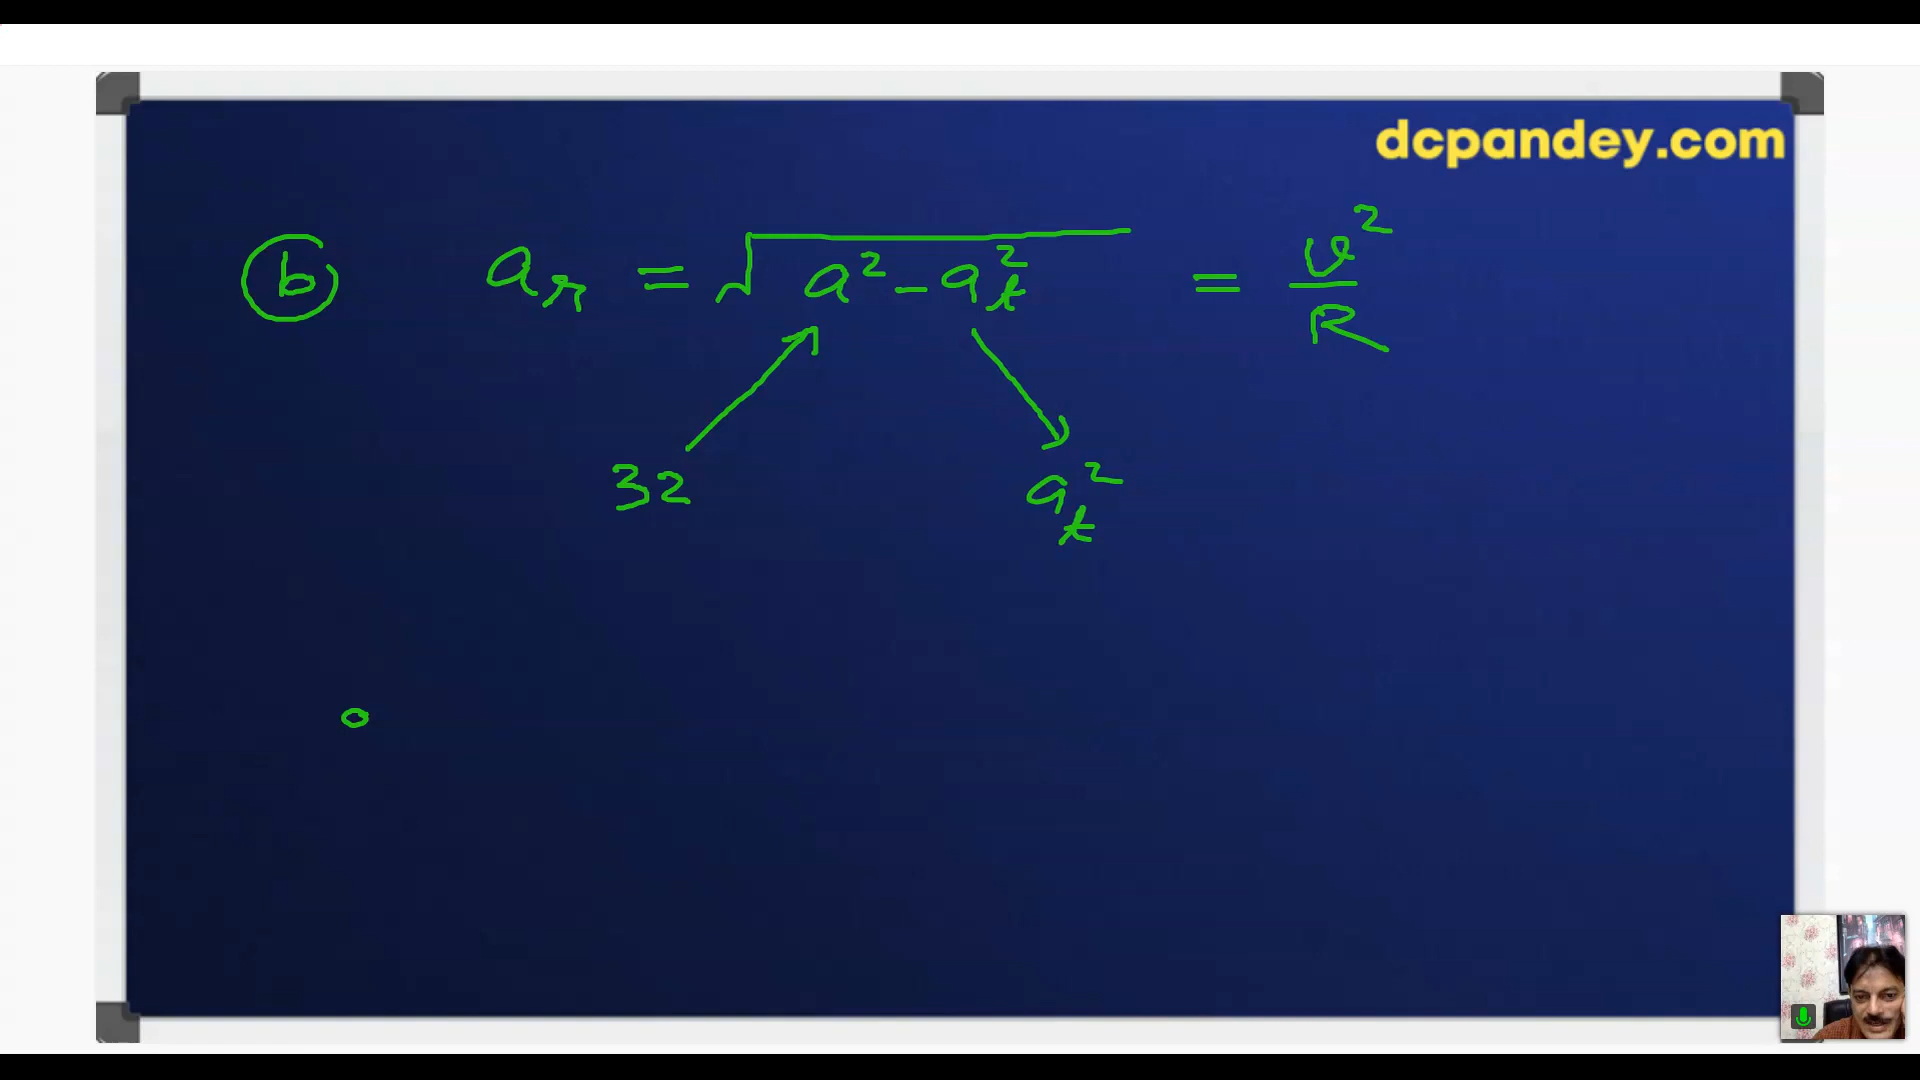 dcpandey.com
(b) aᵣ = √(a² - aₜ²) = v²/R
32 aₜ²